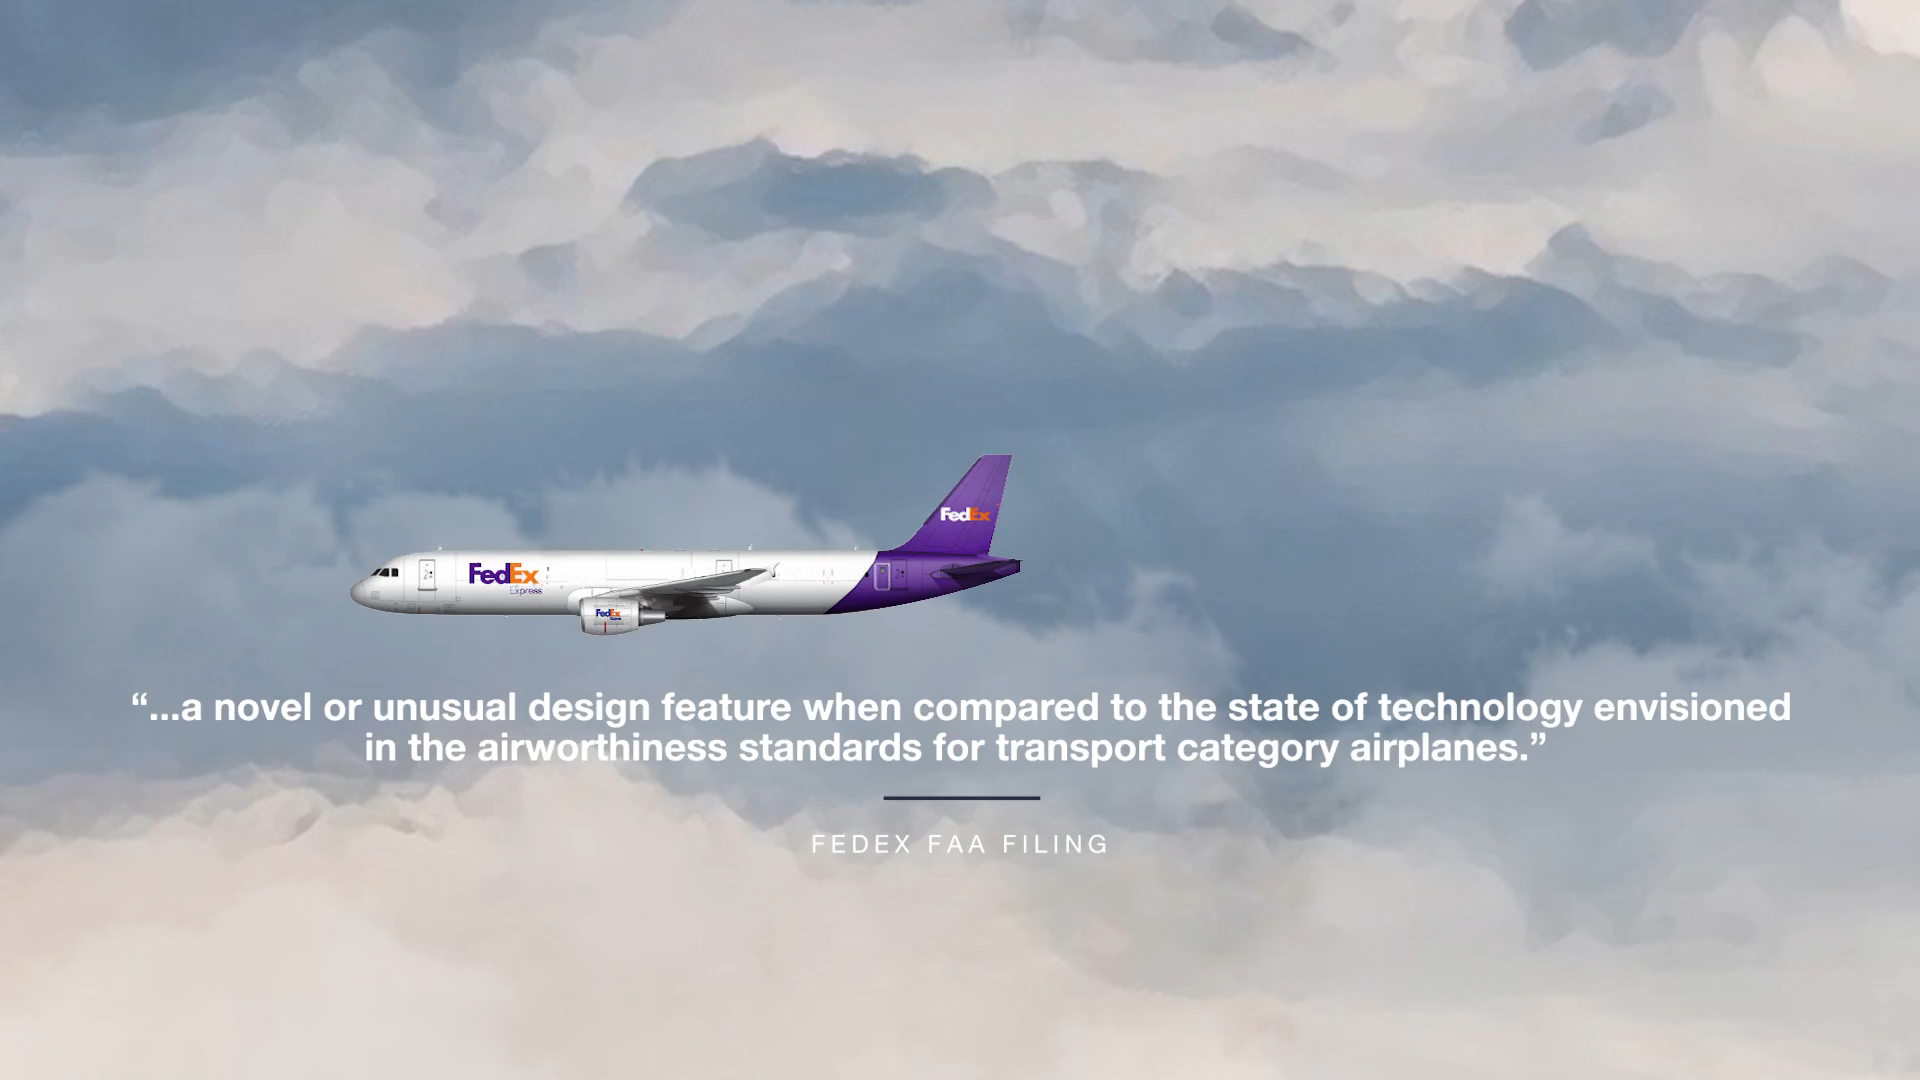 FedEx
FedEx
Express
FedEx
“...a novel or unusual design feature when compared to the state of technology envisioned
in the airworthiness standards for transport category airplanes.”
FEDEX FAA FILING